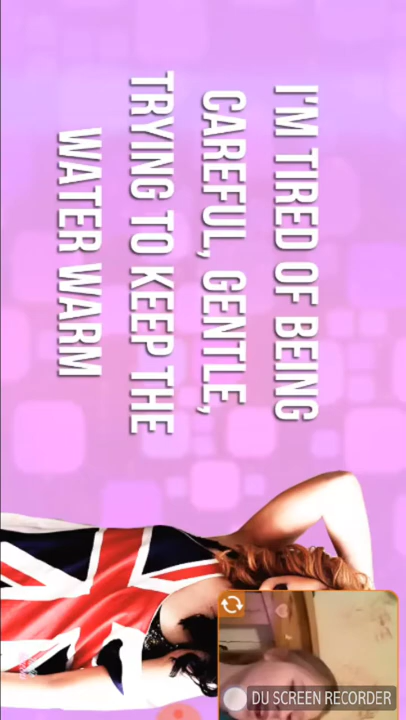 I'M TIRED OF BEING
CAREFUL, GENTLE,
TRYING TO KEEP THE
WATER WARM
DU SCREEN RECORDER